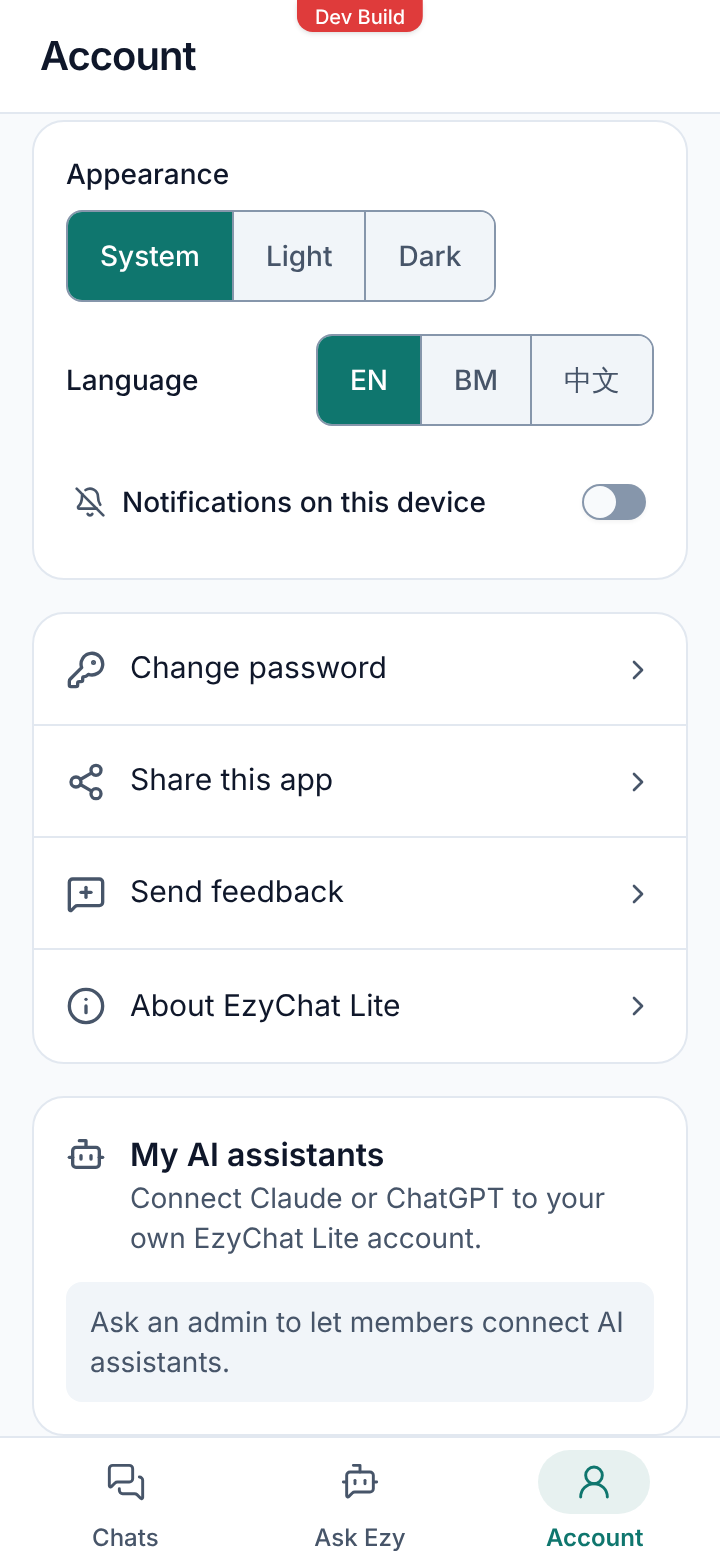 Dev Build
Account
Appearance
System
Light
Dark
Language
EN
BM
中文
Notifications on this device
Change password
Share this app
Send feedback
About EzyChat Lite
My AI assistants
Connect Claude or ChatGPT to your
own EzyChat Lite account.
Ask an admin to let members connect AI
assistants.
Chats
Ask Ezy
Account